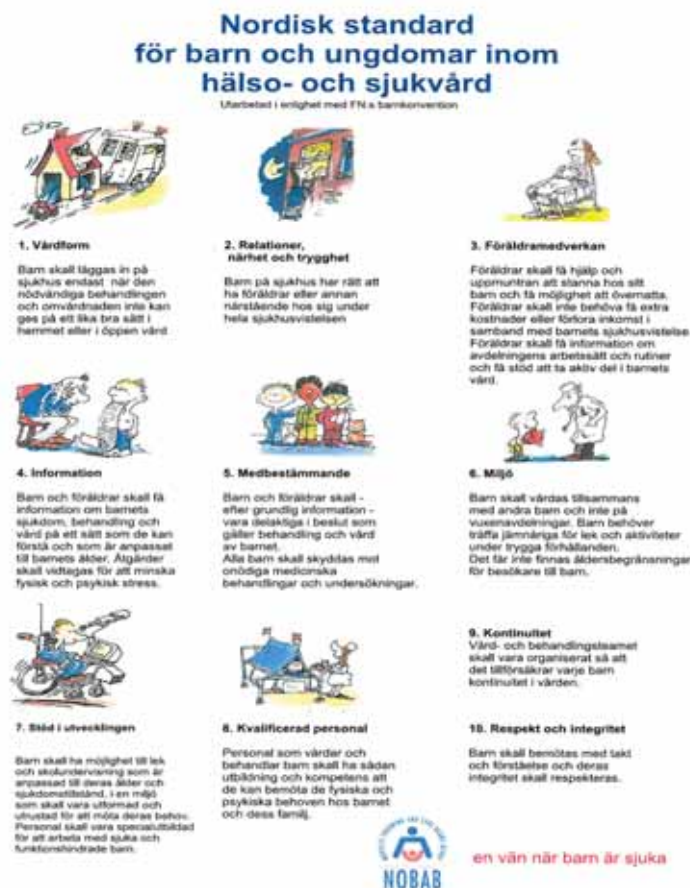 Nordisk standard
för barn och ungdomar inom
hälso- och sjukvård
Utarbetad i enlighet med FN:s barnkonvention
1. Vårdform
Barn skall läggas in på
sjukhus endast när den
nödvändiga behandlingen
och omvårdnaden inte kan
ges på ett lika bra sätt i
hemmet eller i öppen vård
2. Relationer,
närhet och trygghet
Barn på sjukhus har rätt att
ha föräldrar eller annan
närstående hos sig under
hela sjukhusvistelsen
3. Föräldramedverkan
Föräldrar skall få hjälp och
uppmuntran att stanna hos sitt
barn och få möjlighet att övernatta.
Föräldrar skall inte behöva få extra
kostnader eller förlora inkomst i
samband med barnets sjukhusvistelse.
Föräldrar skall få information om
avdelningens arbetssätt och rutiner
och få stöd att ta aktiv del i barnets
vård.
4. Information
Barn och föräldrar skall få
information om barnets
sjukdom, behandling och
vård på ett sätt som de kan
förstå och som är anpassat
till barnets ålder. Åtgärder
skall vidtagas för att minska
fysisk och psykisk stress.
5. Medbestämmande
Barn och föräldrar skall -
efter grundlig information -
vara delaktiga i beslut som
gäller behandling och vård
av barnet.
Alla barn skall skyddas mot
onödiga medicinska
behandlingar och undersökningar.
6. Miljö
Barn skall vårdas tillsammans
med andra barn och inte på
vuxenavdelningar. Barn behöver
träffa jämnåriga för lek och aktiviteter
under trygga förhållanden.
Det får inte finnas åldersbegränsningar
för besökare till barn.
7. Stöd i utvecklingen
Barn skall ha möjlighet till lek
och skolundervisning som är
anpassad till deras ålder och
sjukdomstillstånd, i en miljö
som skall vara utformad och
utrustad för att möta deras behov.
Personal skall vara specialutbildad
för att arbeta med sjuka och
funktionshindrade barn.
8. Kvalificerad personal
Personal som vårdar och
behandlar barn skall ha sådan
utbildning och kompetens att
de kan bemöta de fysiska och
psykiska behoven hos barnet
och dess familj.
9. Kontinuitet
Vård- och behandlingsteamet
skall vara organiserat så att
det tillförsäkrar varje barn
kontinuitet i vården.
10. Respekt och integritet
Barn skall bemötas med takt
och förståelse och deras
integritet skall respekteras.
NOBAB
en vän när barn är sjuka